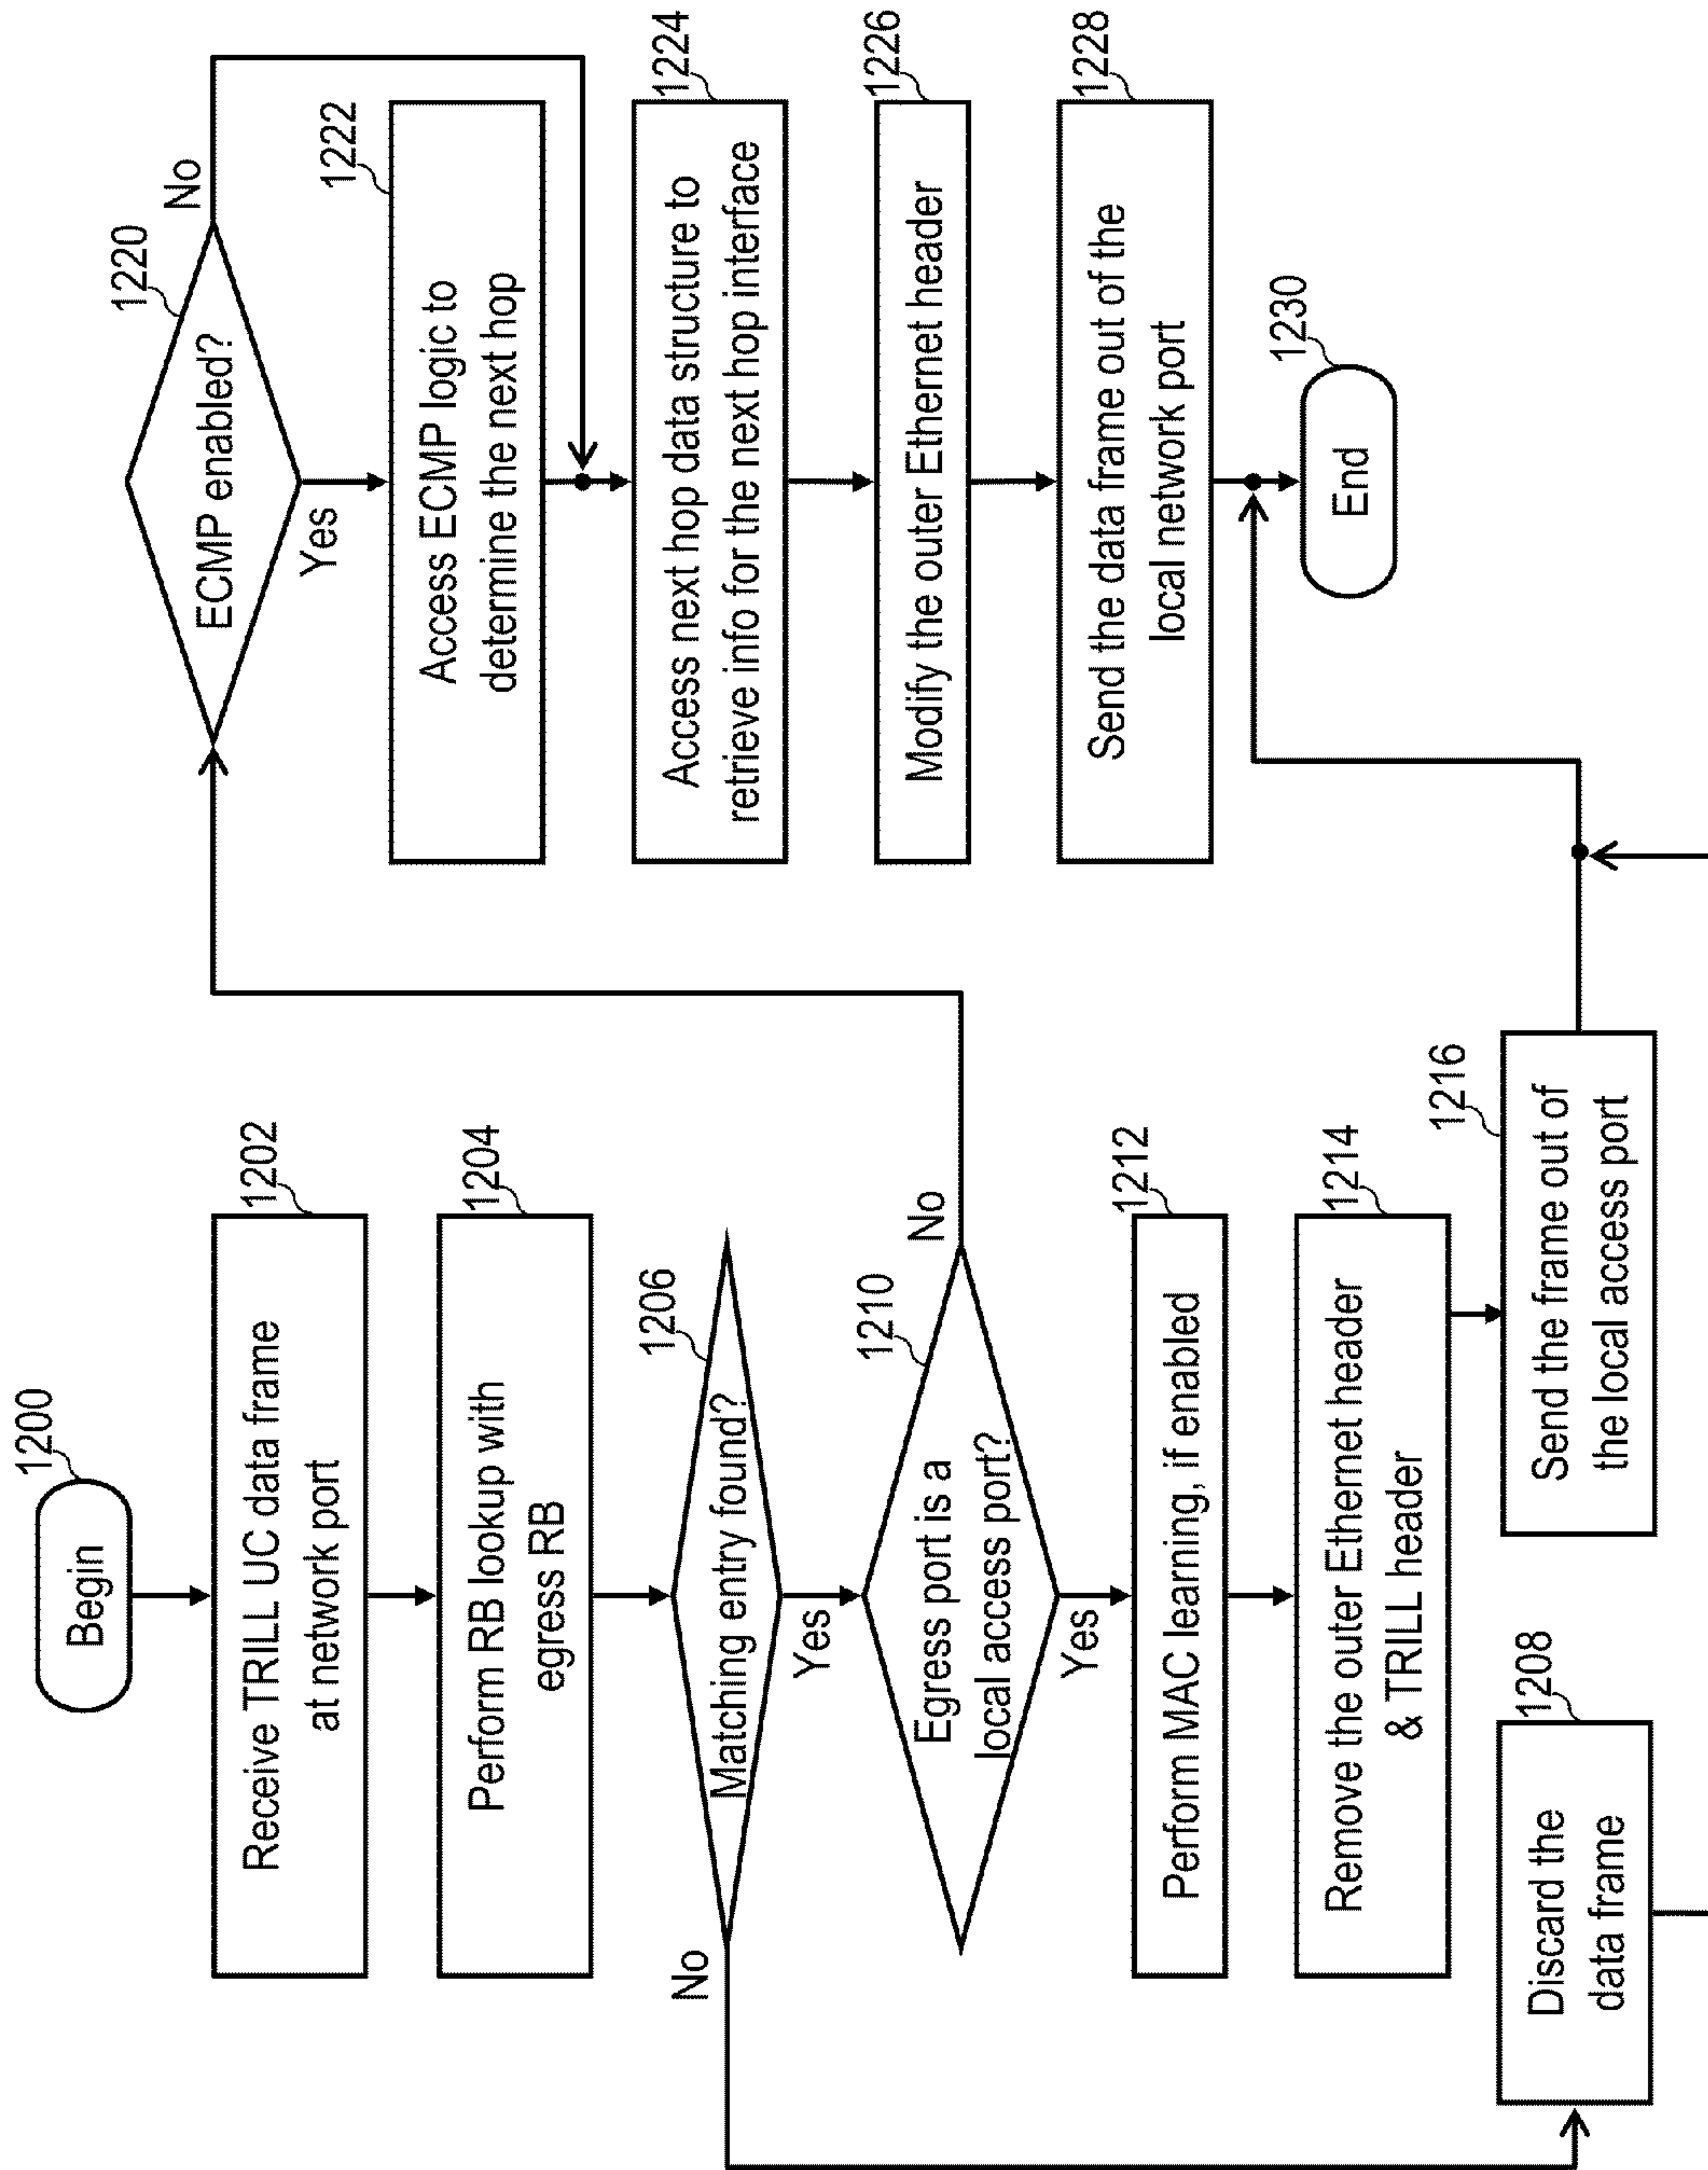 1200
Begin
1202
Receive TRILL UC data frame
at network port
1204
Perform RB lookup with
egress RB
1206
Matching entry found?
No
Yes
1210
Egress port is a
local access port?
No
Yes
1212
Perform MAC learning, if enabled
1214
Remove the outer Ethernet header
& TRILL header
1208
Discard the
data frame
1216
Send the frame out of
the local access port
1220
ECMP enabled?
No
Yes
1222
Access ECMP logic to
determine the next hop
1224
Access next hop data structure to
retrieve info for the next hop interface
1226
Modify the outer Ethernet header
1228
Send the data frame out of the
local network port
1230
End